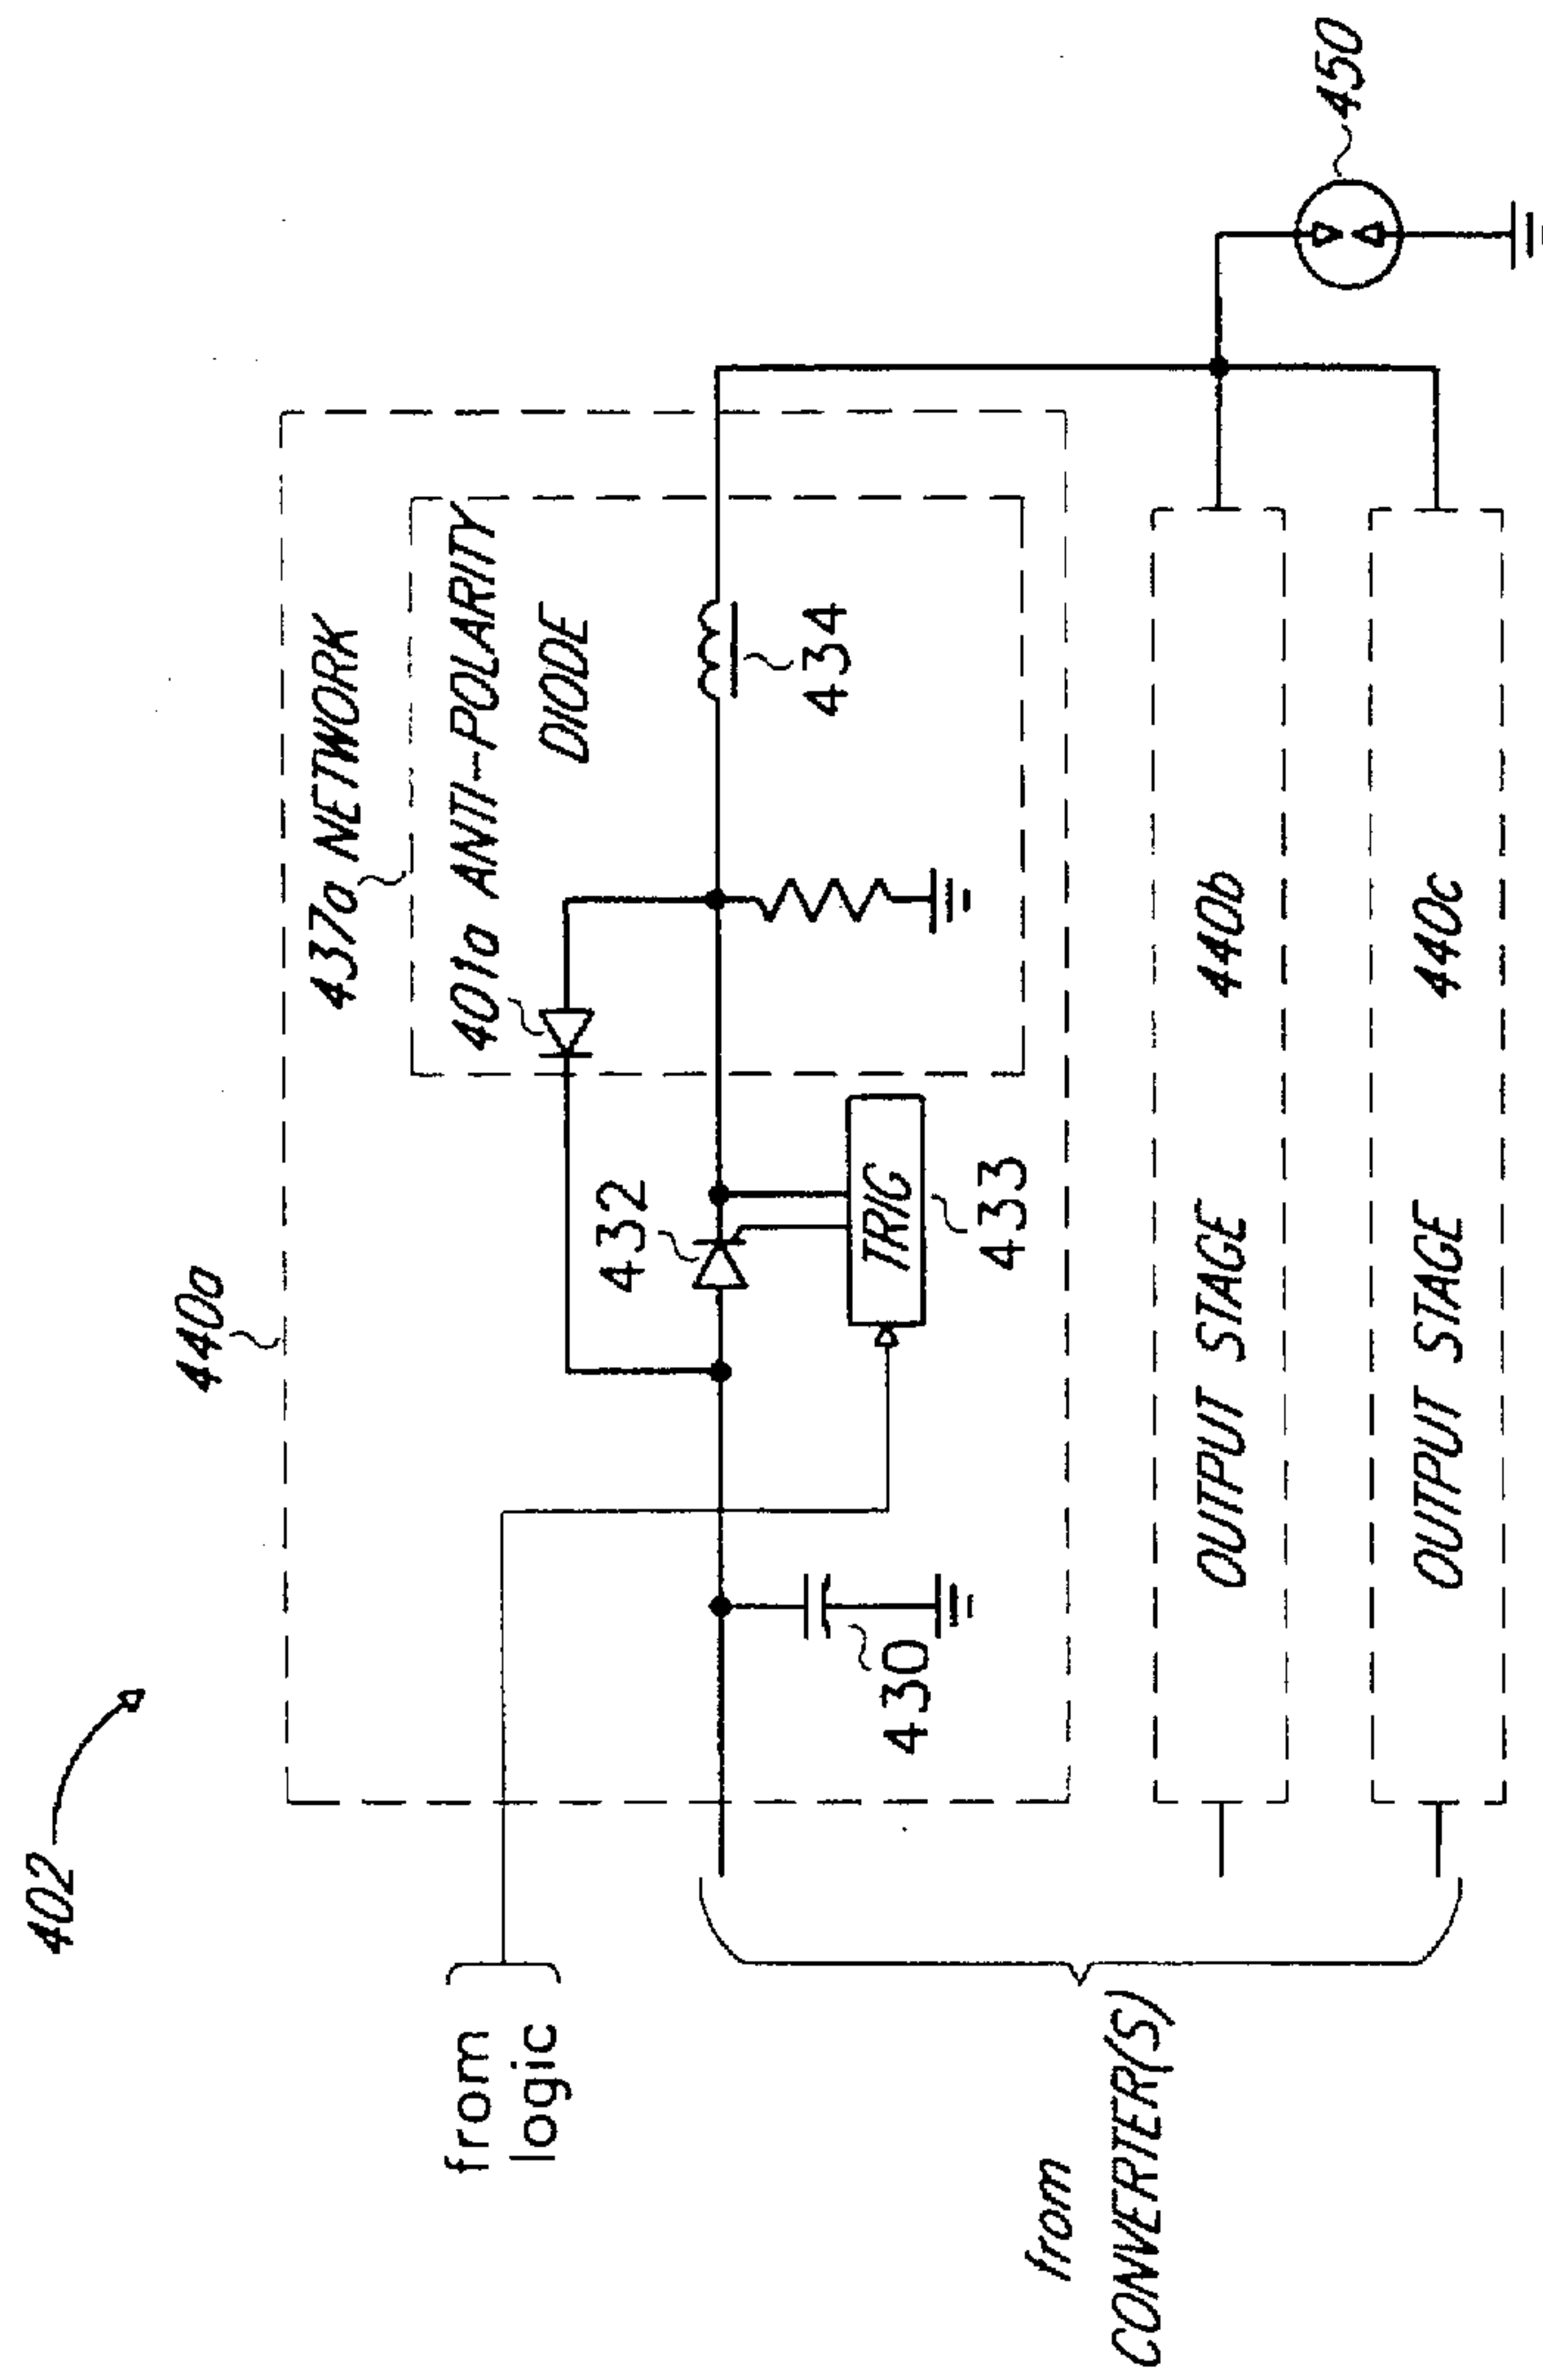 402
440a
437a NETWORK
401a ANTI-POLARITY
DIODE
from
logic
432
434
TRIG
433
430
from
CONVERTER(S)
OUTPUT STAGE 440b
OUTPUT STAGE 440c
450